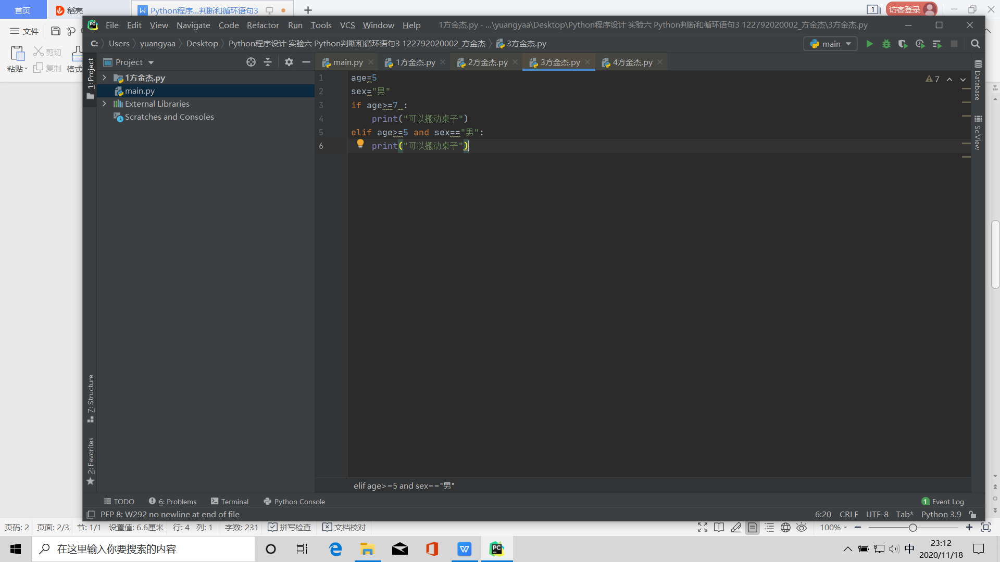 首页
稻壳
Python程序...判断和循环语句3
1
访客登录
文件
剪切
粘贴
复制
格式
File Edit View Navigate Code Refactor Run Tools VCS Window Help
1方金杰.py - ...\yuangyaa\Desktop\Python程序设计 实验六 Python判断和循环语句3 122792020002_方金杰\3方金杰.py
C: Users yuangyaa Desktop Python程序设计 实验六 Python判断和循环语句3 122792020002_方金杰 3方金杰.py
main
1: Project
Project
main.py 1方金杰.py 2方金杰.py 3方金杰.py 4方金杰.py
1方金杰.py
main.py
External Libraries
Scratches and Consoles
1 age=5
2 sex="男"
3 if age>=7 :
4 print("可以搬动桌子")
5 elif age>=5 and sex=="男":
6 print("可以搬动桌子")
7
Database
SciView
7: Structure
2: Favorites
elif age>=5 and sex=="男"
TODO 6: Problems Terminal Python Console
1 Event Log
PEP 8: W292 no newline at end of file
6:20 CRLF UTF-8 Tab* Python 3.9
页码: 2 页面: 2/3 节: 1/1 设置值: 6.6厘米 行: 4 列: 1 字数: 231 拼写检查 文档校对
100%
在这里输入你要搜索的内容
中
23:12
2020/11/18